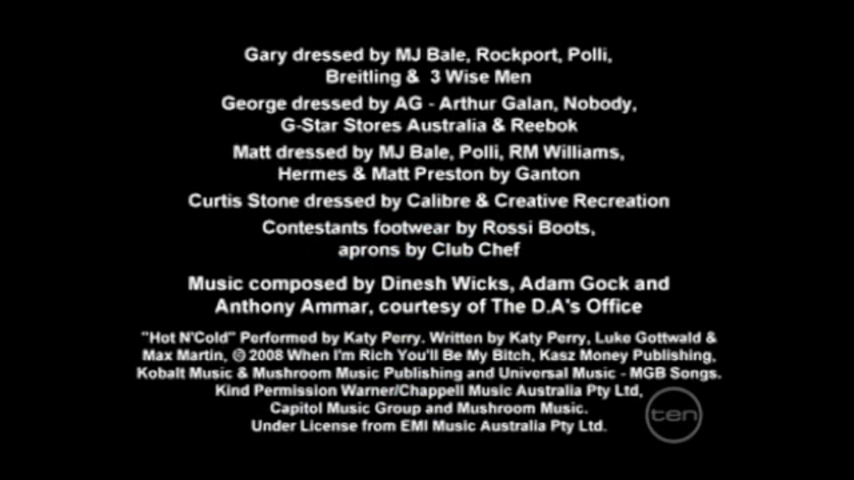 Gary dressed by MJ Bale, Rockport, Polli,
Breitling &  3 Wise Men
George dressed by AG - Arthur Galan, Nobody,
G-Star Stores Australia & Reebok
Matt dressed by MJ Bale, Polli, RM Williams,
Hermes & Matt Preston by Ganton
Curtis Stone dressed by Calibre & Creative Recreation
Contestants footwear by Rossi Boots,
aprons by Club Chef
Music composed by Dinesh Wicks, Adam Gock and
Anthony Ammar, courtesy of The D.A's Office
"Hot N'Cold" Performed by Katy Perry. Written by Katy Perry, Luke Gottwald &
Max Martin, ℗ 2008 When I'm Rich You'll Be My Bitch, Kasz Money Publishing,
Kobalt Music & Mushroom Music Publishing and Universal Music - MGB Songs.
Kind Permission Warner/Chappell Music Australia Pty Ltd,
Capitol Music Group and Mushroom Music.
Under License from EMI Music Australia Pty Ltd.
ten